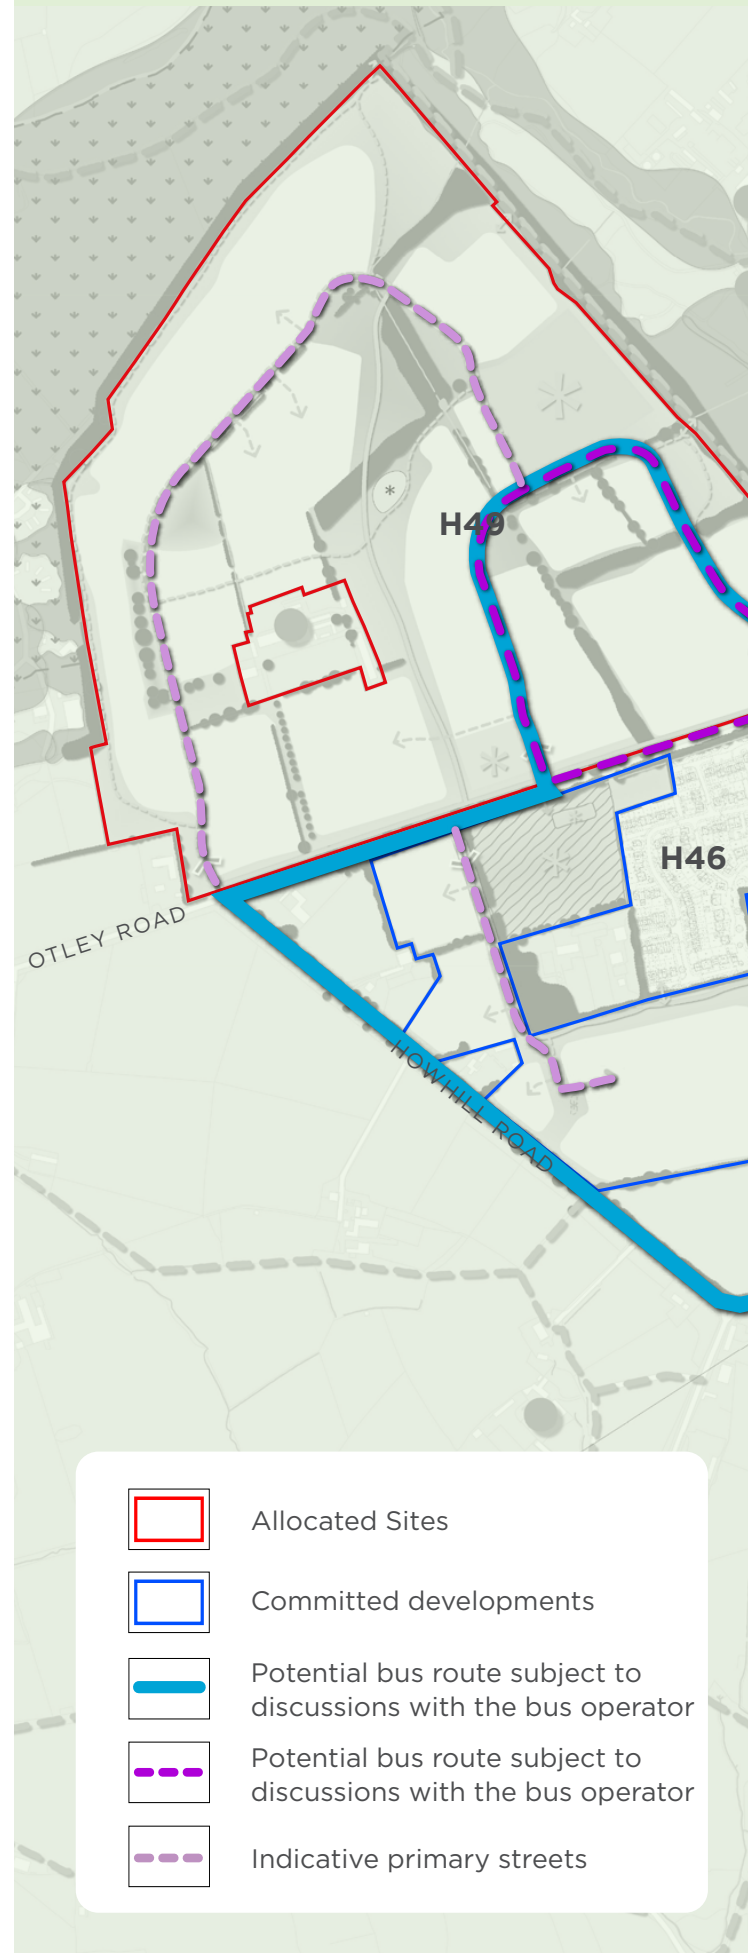 H49
H46
OTLEY ROAD
HOWHILL ROAD
Allocated Sites
Committed developments
Potential bus route subject to
discussions with the bus operator
Potential bus route subject to
discussions with the bus operator
Indicative primary streets